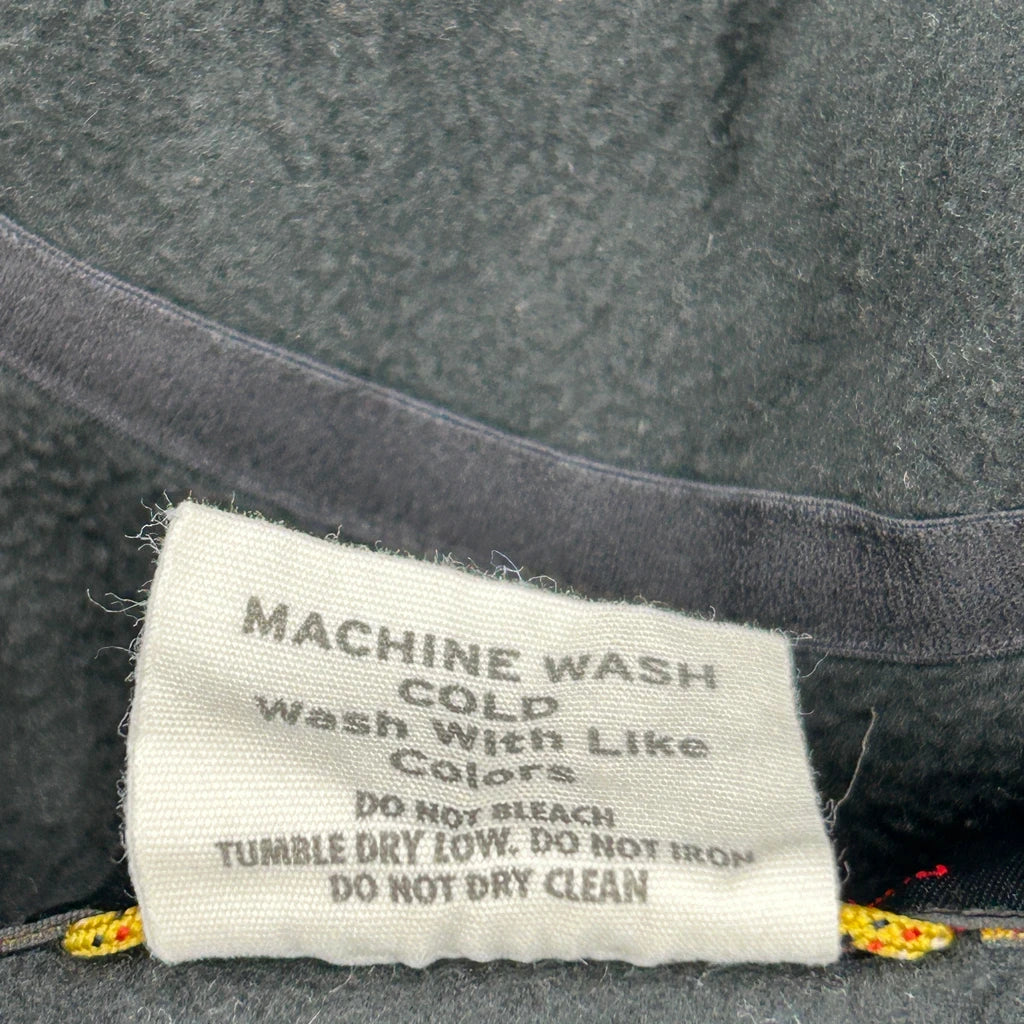 MACHINE WASH
COLD
Wash With Like
Colors
DO NOT BLEACH
TUMBLE DRY LOW. DO NOT IRON
DO NOT DRY CLEAN